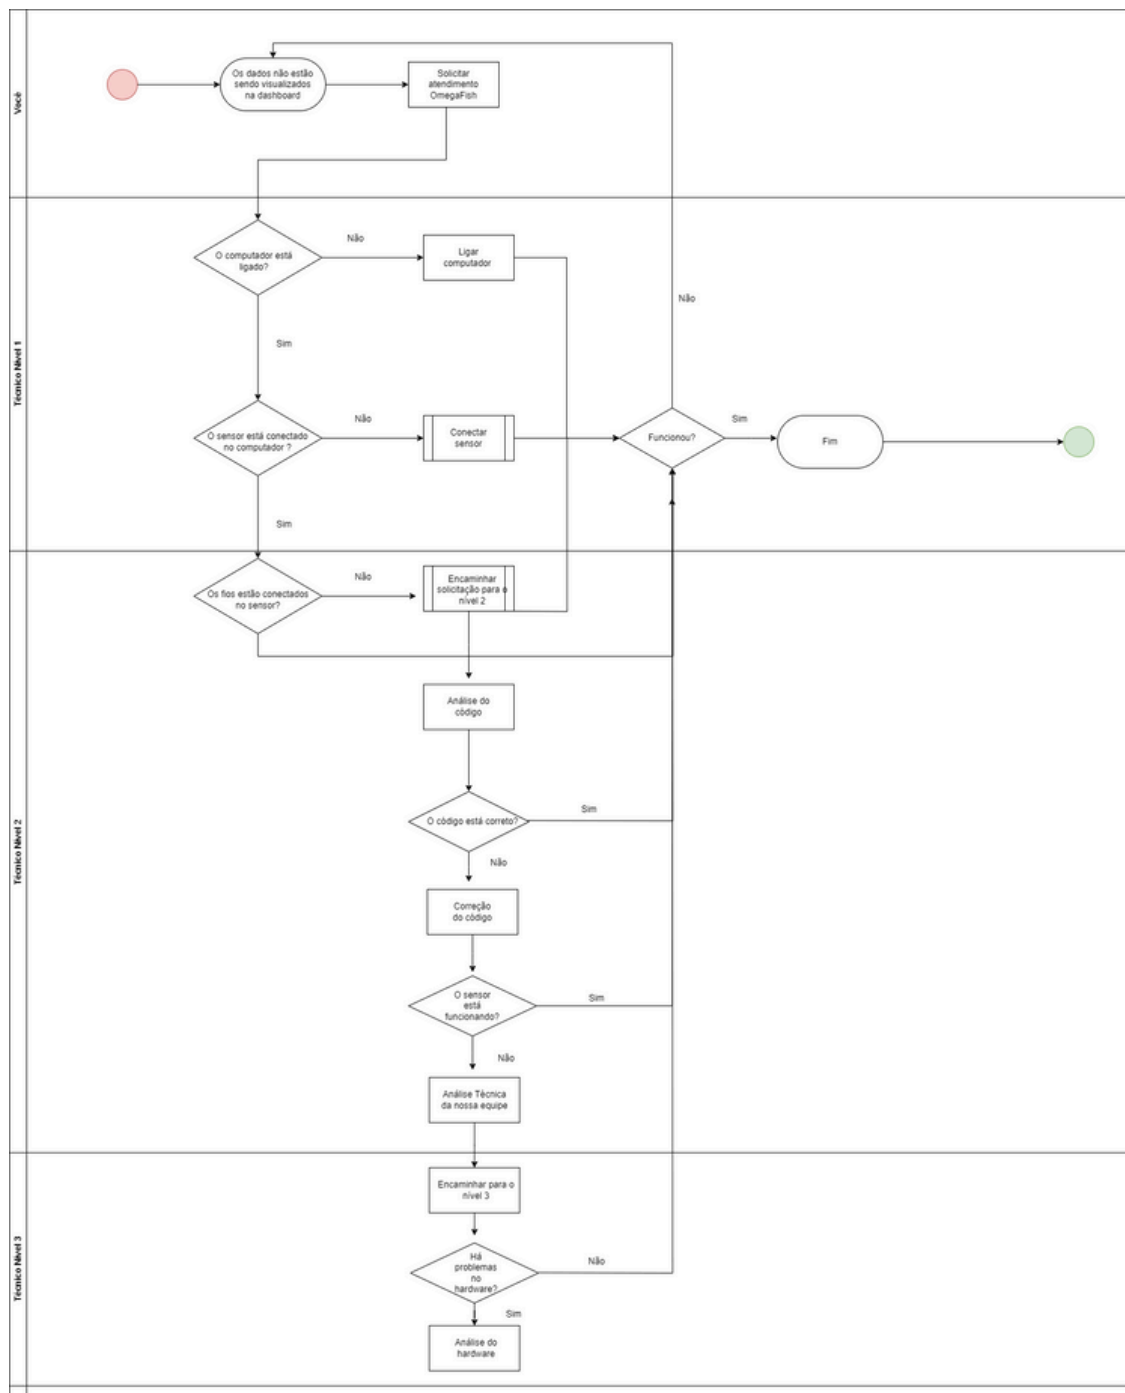 Você
Os dados não estão
sendo visualizados
na dashboard
Solicitar
atendimento
OmegaFish
Técnico Nível 1
O computador está
ligado?
Não
Ligar
computador
Não
Sim
O sensor está conectado
no computador ?
Não
Conectar
sensor
Funcionou?
Sim
Fim
Sim
Técnico Nível 2
Os fios estão conectados
no sensor?
Não
Encaminhar
solicitação para o
nível 2
Análise do
código
O código está correto?
Sim
Não
Correção
do código
O sensor
está
funcionando?
Sim
Não
Análise Técnica
da nossa equipe
Técnico Nível 3
Encaminhar para o
nível 3
Há
problemas
no
hardware?
Não
Sim
Análise do
hardware